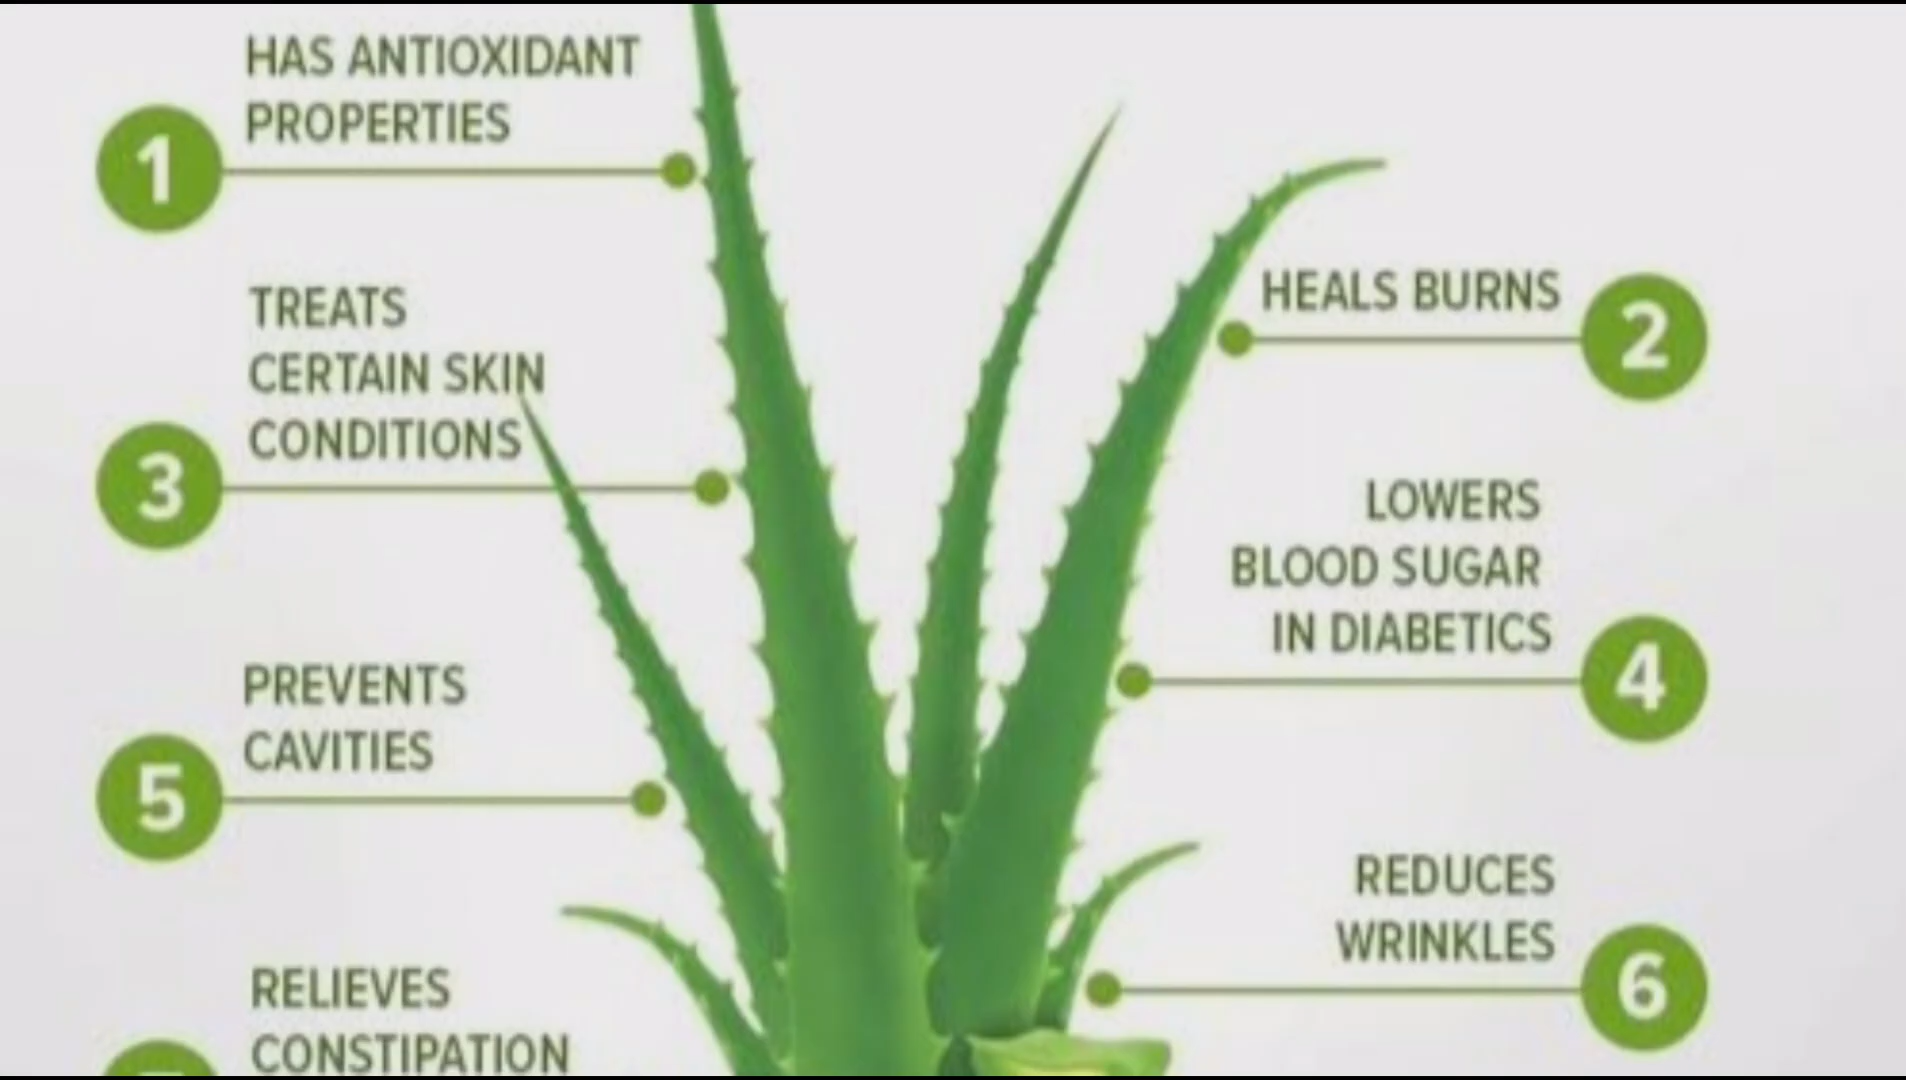 HAS ANTIOXIDANT
PROPERTIES
1
HEALS BURNS
2
TREATS
CERTAIN SKIN
CONDITIONS
3
LOWERS
BLOOD SUGAR
IN DIABETICS
4
PREVENTS
CAVITIES
5
REDUCES
WRINKLES
6
RELIEVES
CONSTIPATION